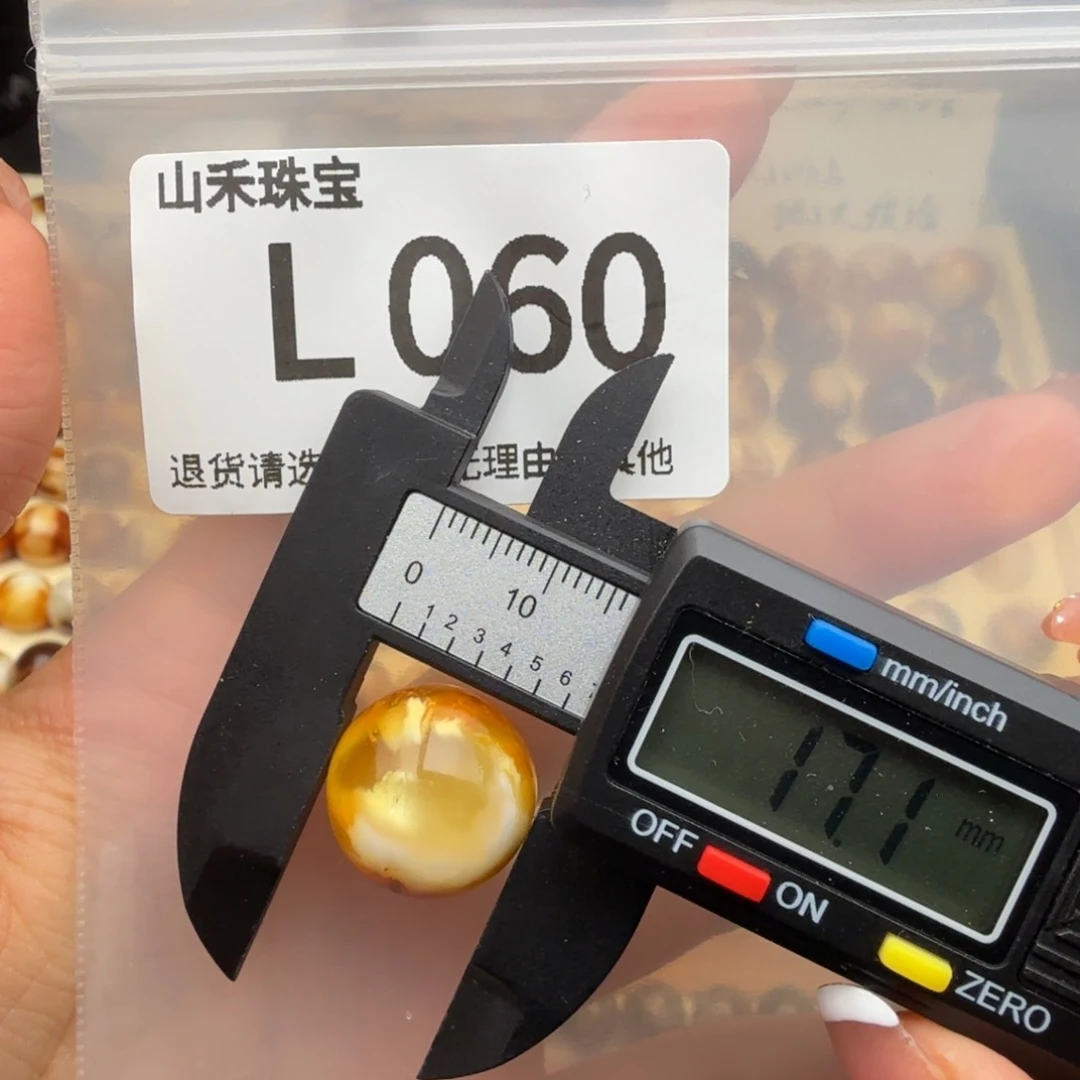 山禾珠宝
L 060
退货请选 理由 其他
0 10
1 2 3 4 5 6
mm/inch
17.1 mm
OFF ON
ZERO